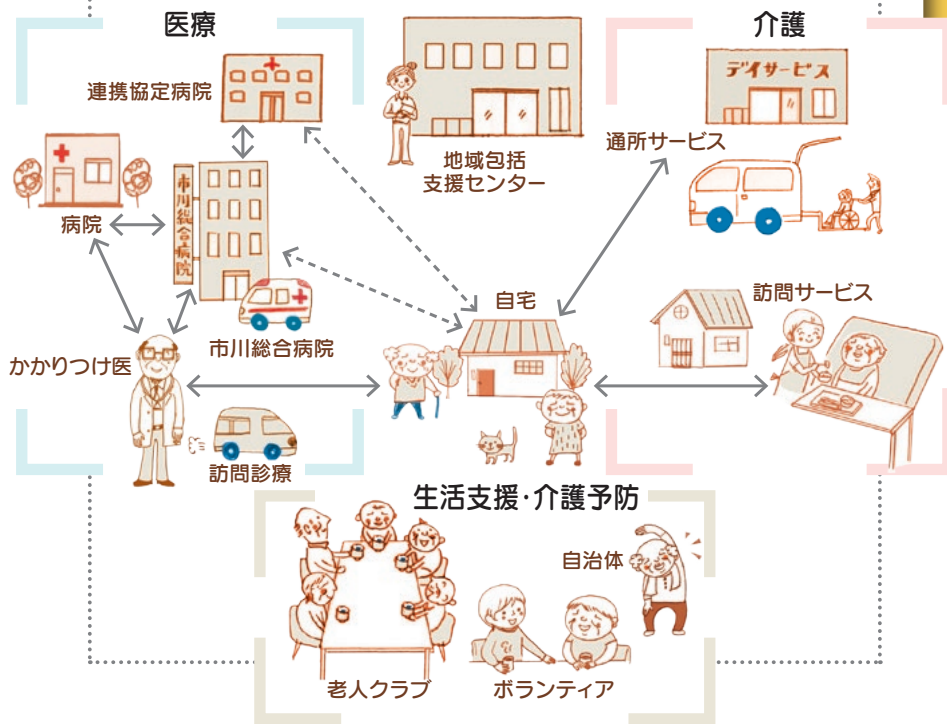 医療
介護
連携協定病院
デイサービス
地域包括
支援センター
通所サービス
病院
市川総合病院
自宅
訪問サービス
市川総合病院
かかりつけ医
訪問診療
生活支援・介護予防
自治体
老人クラブ
ボランティア